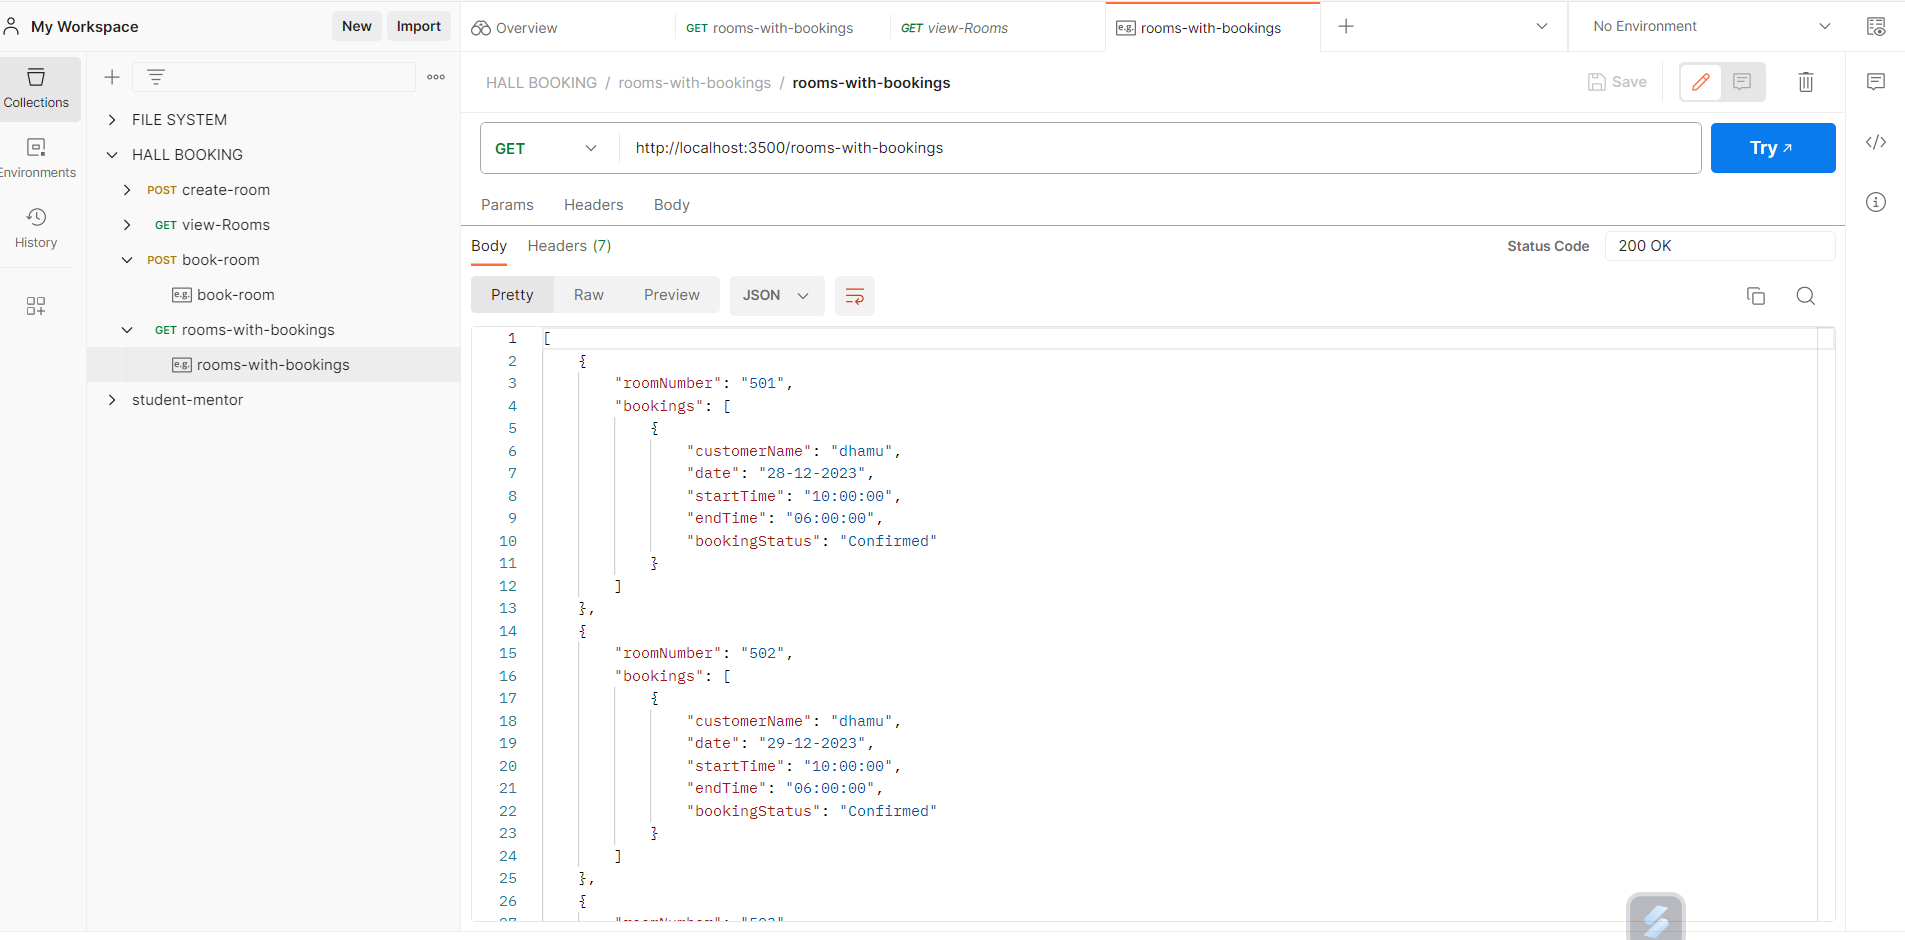 My Workspace New Import Overview GET rooms-with-bookings GET view-Rooms e.g. rooms-with-bookings No Environment
Collections
Environments
History
FILE SYSTEM
HALL BOOKING
POST create-room
GET view-Rooms
POST book-room
e.g. book-room
GET rooms-with-bookings
e.g. rooms-with-bookings
student-mentor
HALL BOOKING / rooms-with-bookings / rooms-with-bookings Save
GET http://localhost:3500/rooms-with-bookings Try
Params Headers Body
Body Headers (7) Status Code 200 OK
Pretty Raw Preview JSON
1 [
2 {
3 "roomNumber": "501",
4 "bookings": [
5 {
6 "customerName": "dhamu",
7 "date": "28-12-2023",
8 "startTime": "10:00:00",
9 "endTime": "06:00:00",
10 "bookingStatus": "Confirmed"
11 }
12 ]
13 },
14 {
15 "roomNumber": "502",
16 "bookings": [
17 {
18 "customerName": "dhamu",
19 "date": "29-12-2023",
20 "startTime": "10:00:00",
21 "endTime": "06:00:00",
22 "bookingStatus": "Confirmed"
23 }
24 ]
25 },
26 {